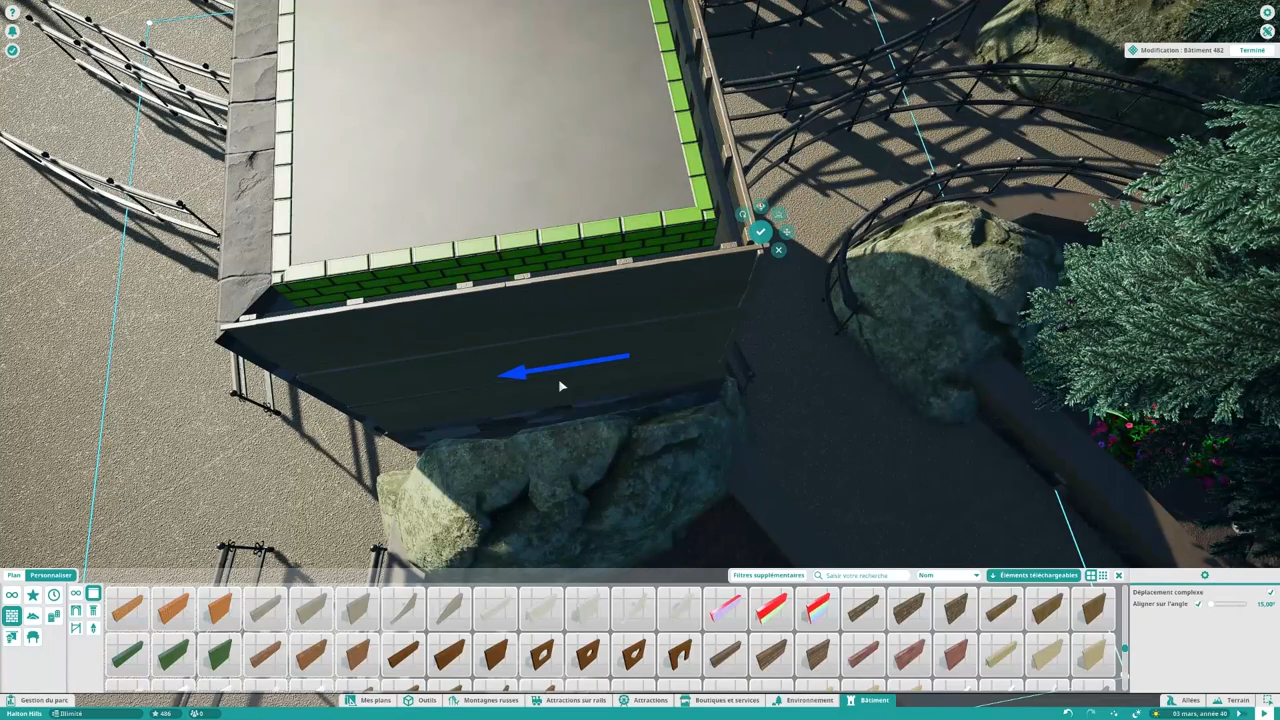 Modification : Bâtiment 482
Terminé
Plan
Personnaliser
Filtres supplémentaires
Saisir votre recherche
Nom
Éléments téléchargeables
Déplacement complexe
Aligner sur l'angle
15,00°
Gestion du parc
Mes plans
Outils
Montagnes russes
Attractions sur rails
Attractions
Boutiques et services
Environnement
Bâtiment
Allées
Terrain
Halton Hills
Illimité
486
0
03 mars, année 40